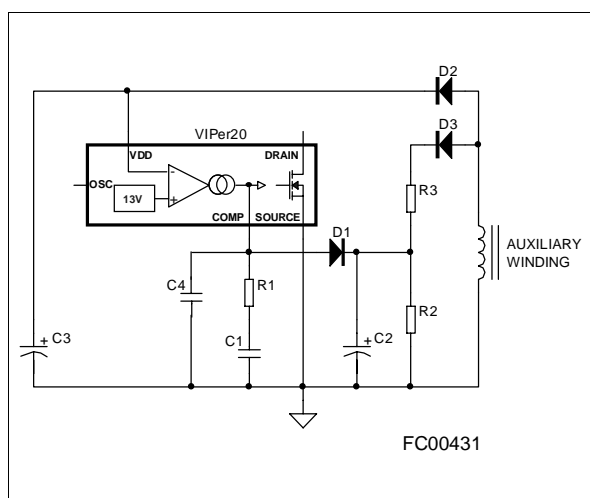 D2
VIPer20
D3
VDD
DRAIN
-
OSC
13V
+
COMP SOURCE
R3
D1
AUXILIARY
WINDING
C4
R1
R2
C3
+
C1
+
C2
FC00431